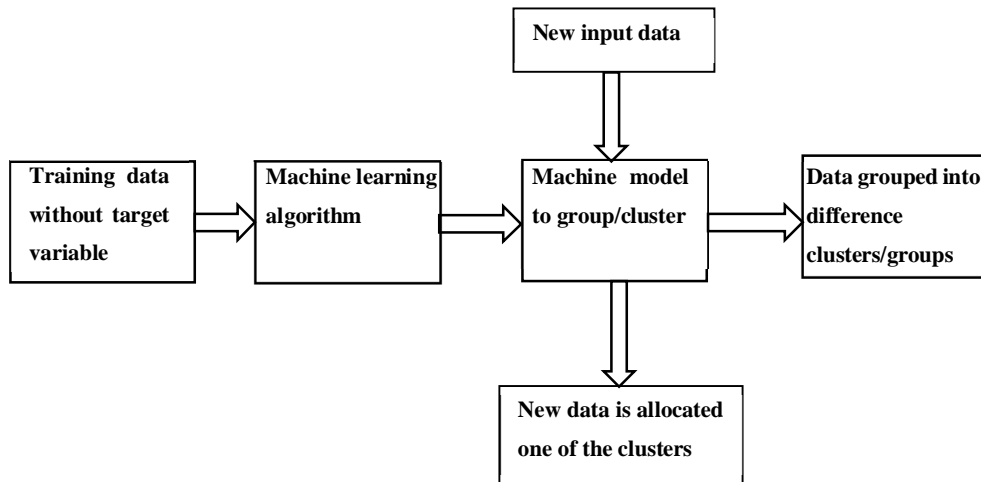 New input data
Training data
without target
variable
Machine learning
algorithm
Machine model
to group/cluster
Data grouped into
difference
clusters/groups
New data is allocated
one of the clusters